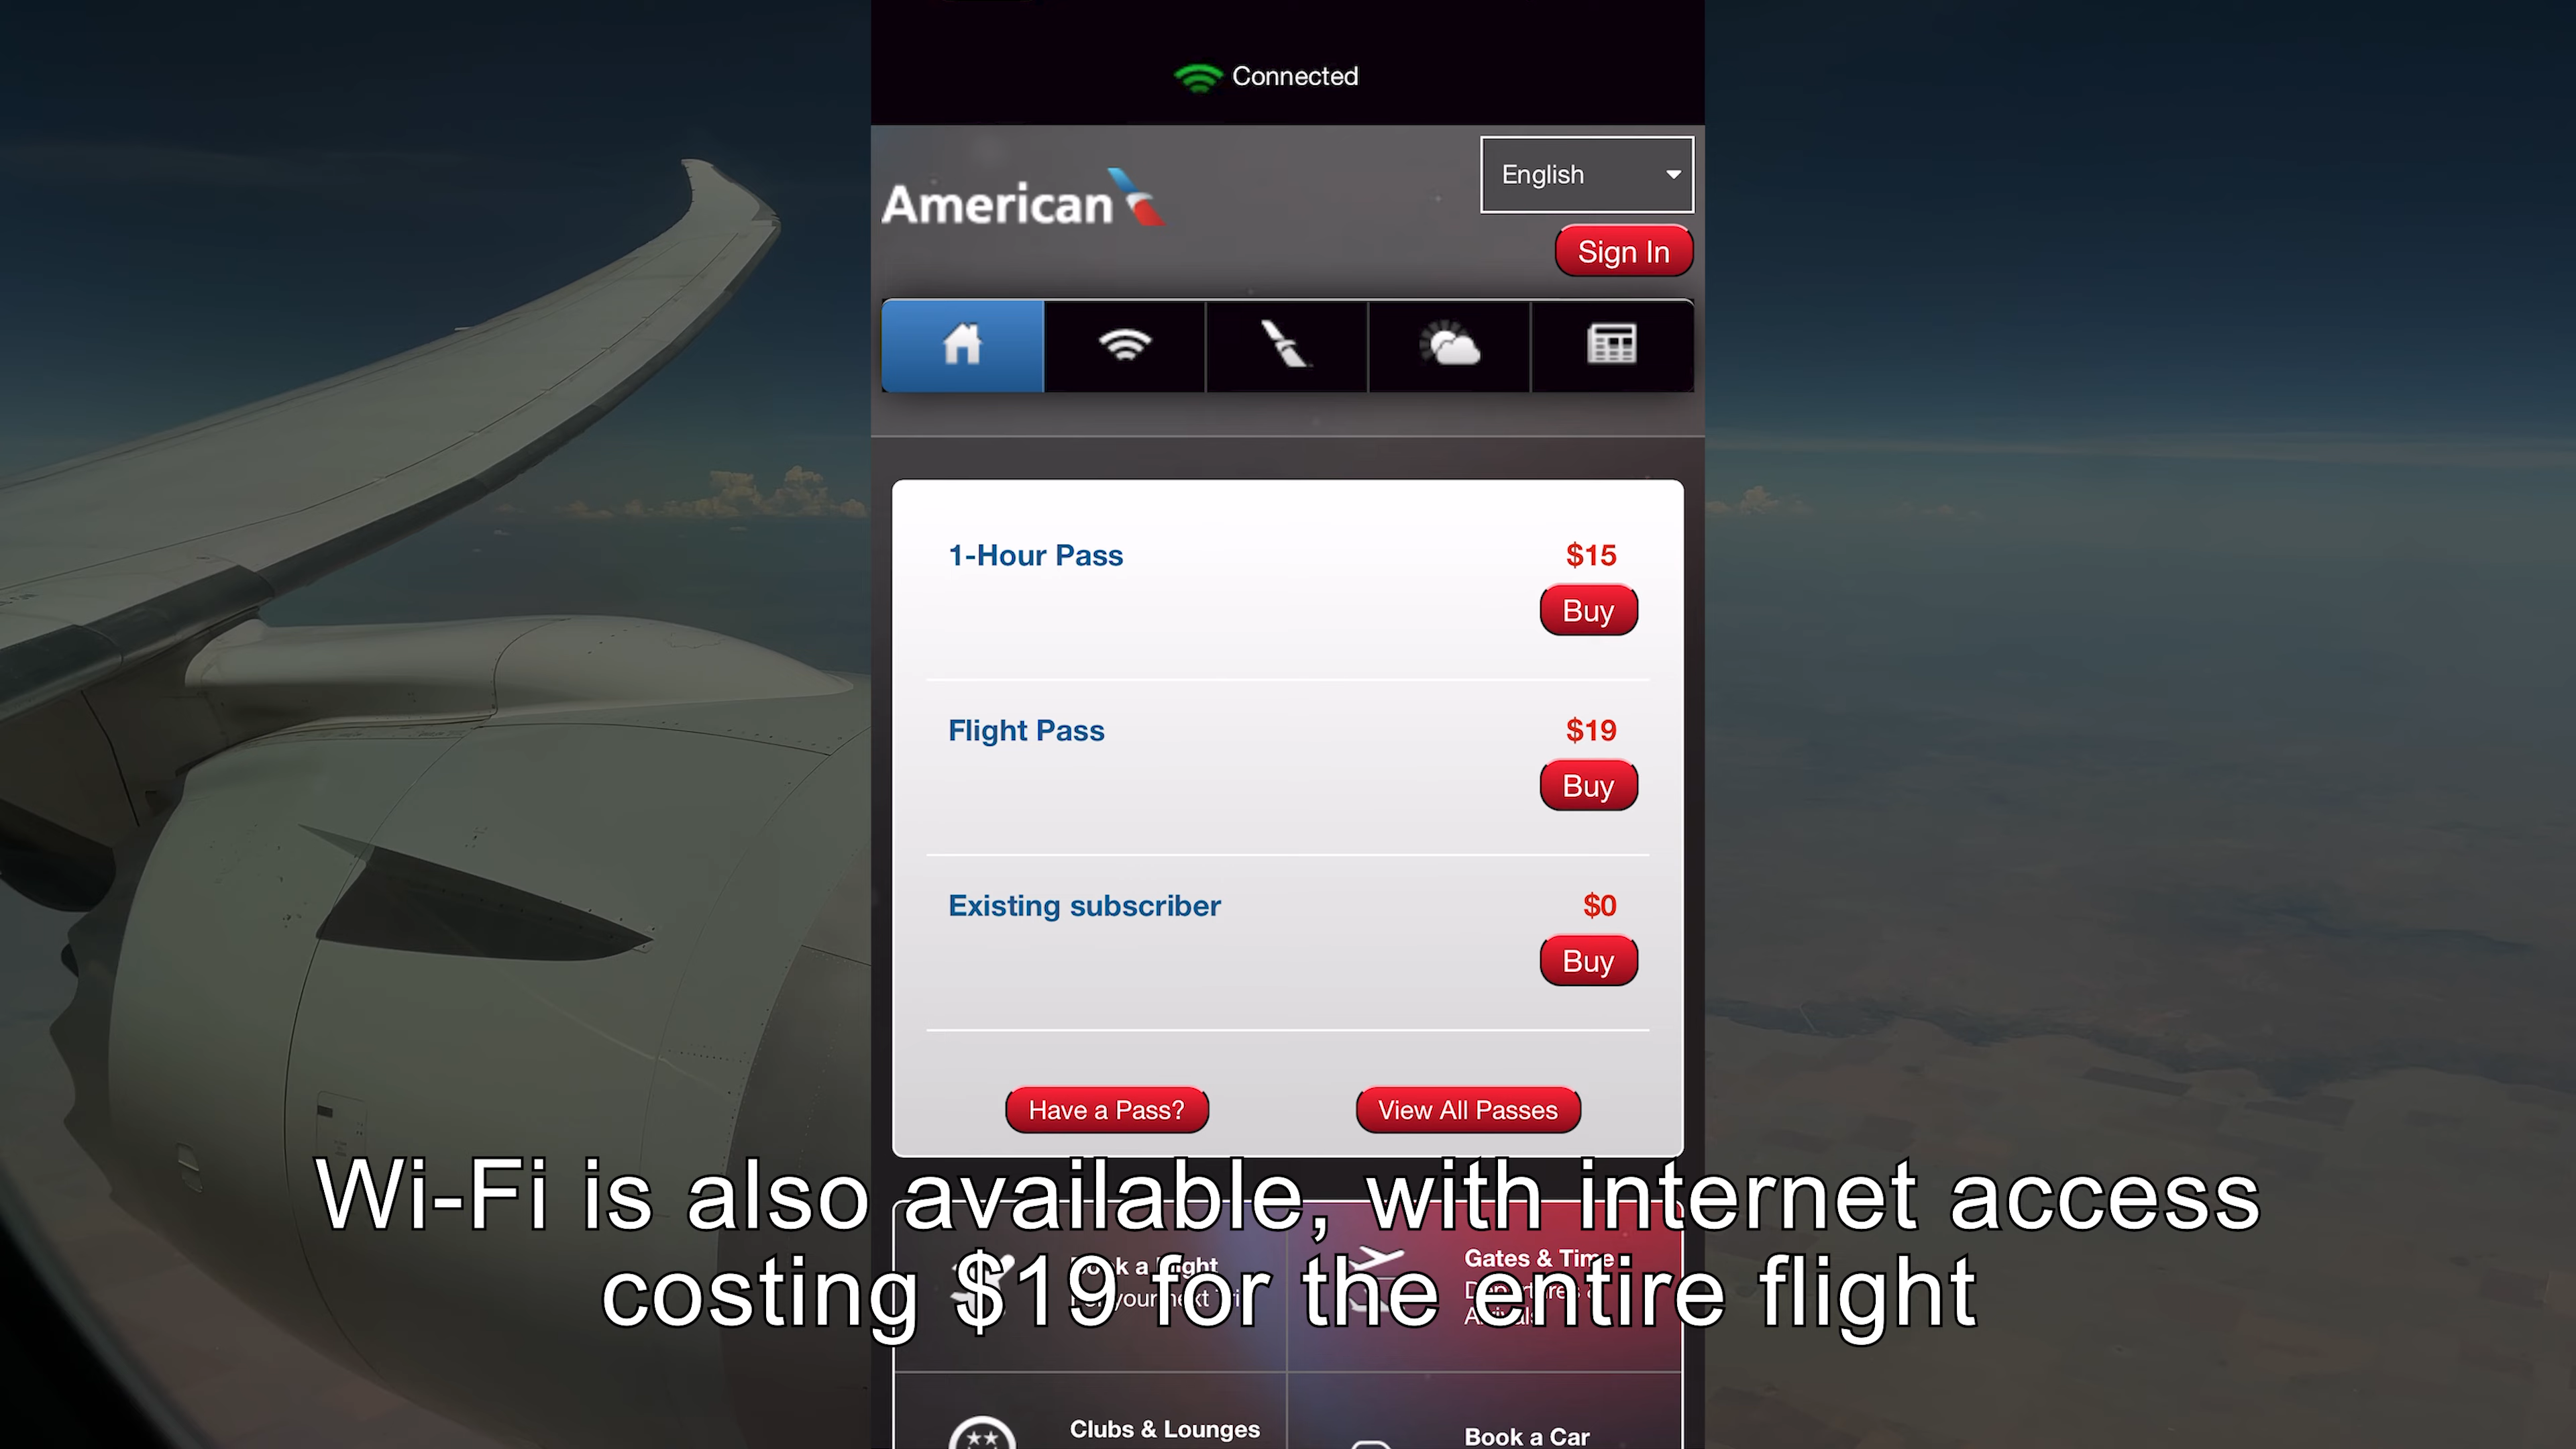 Connected
American
English
Sign In
1-Hour Pass
$15
Buy
Flight Pass
$19
Buy
Existing subscriber
$0
Buy
Have a Pass?
View All Passes
Wi-Fi is also available, with internet access
costing $19 for the entire flight
Gates & Time
Clubs & Lounges
Book a Car